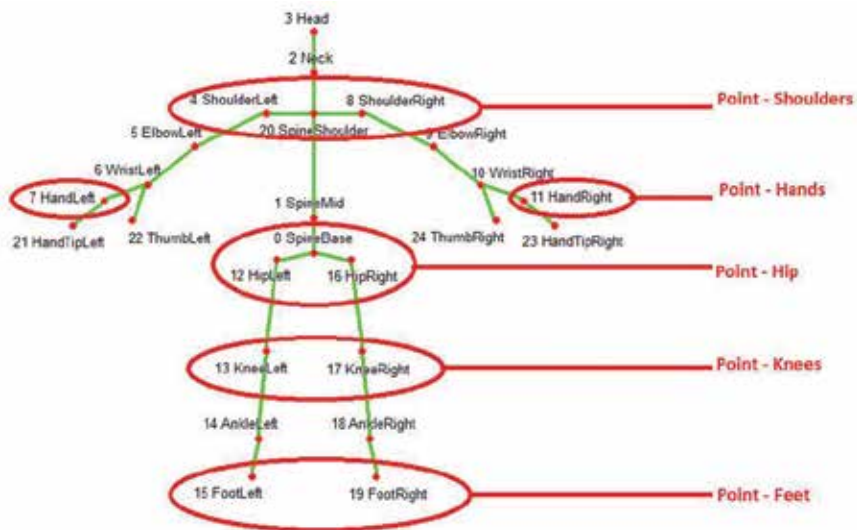 3 Head
2 Neck
4 ShoulderLeft
8 ShoulderRight
Point - Shoulders
20 SpineShoulder
5 ElbowLeft
9 ElbowRight
6 WristLeft
10 WristRight
7 HandLeft
11 HandRight
Point - Hands
1 SpineMid
21 HandTipLeft
22 ThumbLeft
24 ThumbRight
23 HandTipRight
0 SpineBase
12 HipLeft
16 HipRight
Point - Hip
13 KneeLeft
17 KneeRight
Point - Knees
14 AnkleLeft
18 AnkleRight
15 FootLeft
19 FootRight
Point - Feet